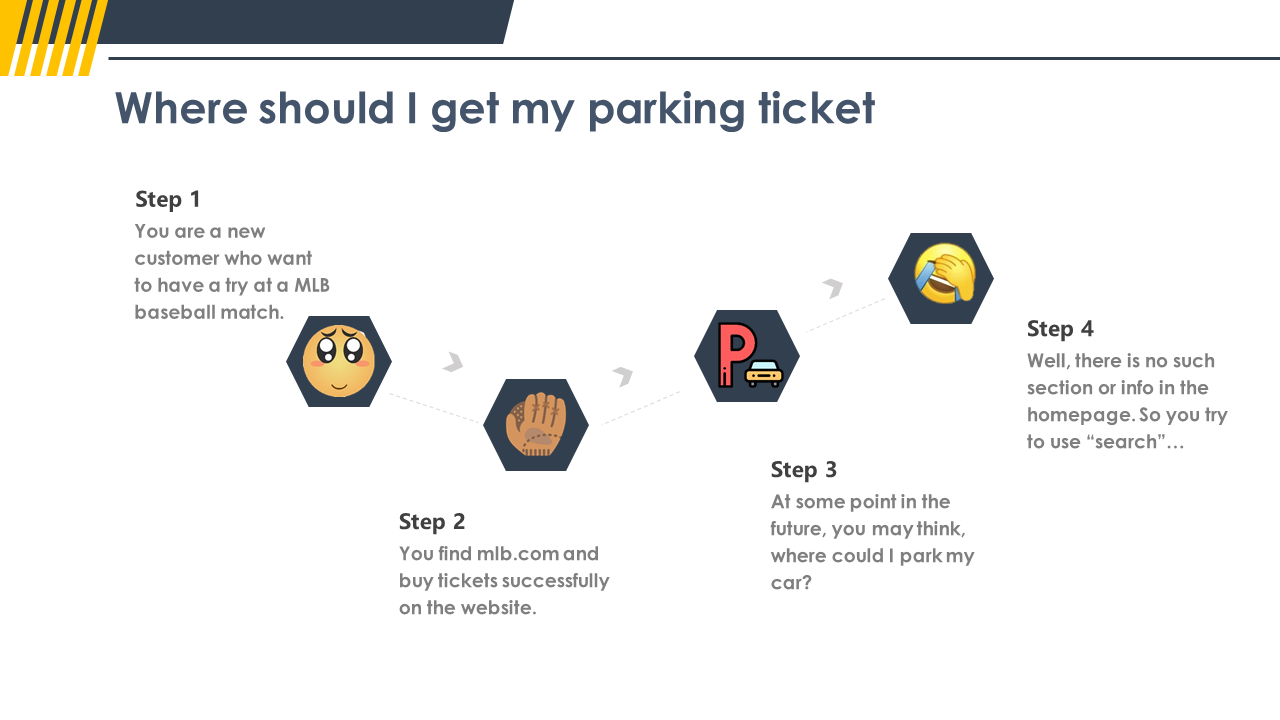 Where should I get my parking ticket
Step 1
You are a new
customer who want
to have a try at a MLB
baseball match.
Step 2
You find mlb.com and
buy tickets successfully
on the website.
P
Step 3
At some point in the
future, you may think,
where could I park my
car?
Step 4
Well, there is no such
section or info in the
homepage. So you try
to use “search”…